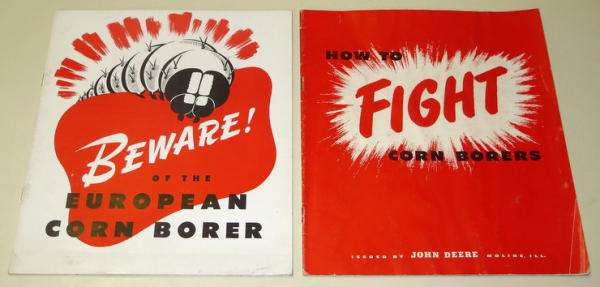 BEWARE!
OF THE
EUROPEAN
CORN BORER
HOW TO
FIGHT
CORN BORERS
ISSUED BY JOHN DEERE MOLINE, ILL.